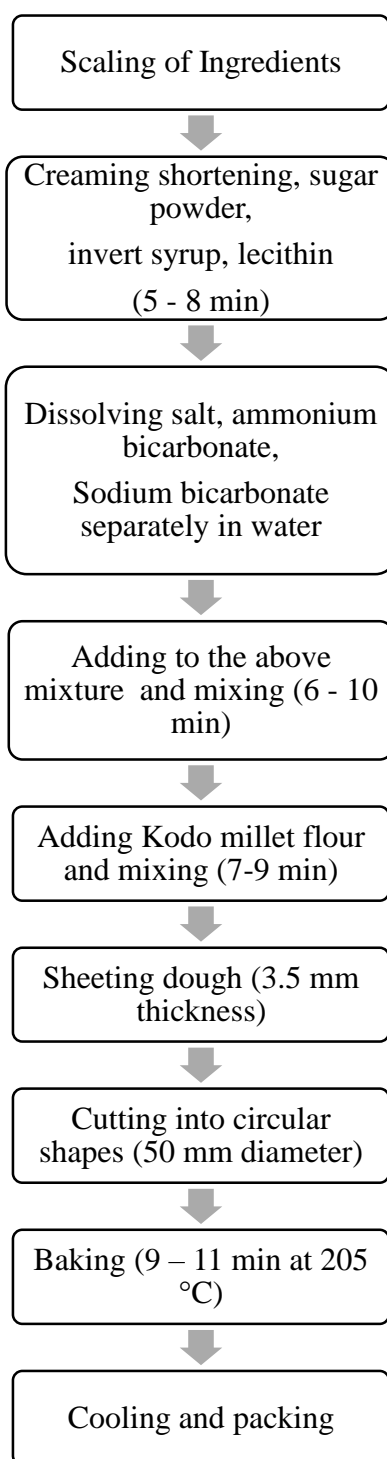 Scaling of Ingredients
Creaming shortening, sugar
powder,
invert syrup, lecithin
(5 - 8 min)
Dissolving salt, ammonium
bicarbonate,
Sodium bicarbonate
separately in water
Adding to the above
mixture and mixing (6 - 10
min)
Adding Kodo millet flour
and mixing (7-9 min)
Sheeting dough (3.5 mm
thickness)
Cutting into circular
shapes (50 mm diameter)
Baking (9 – 11 min at 205
°C)
Cooling and packing